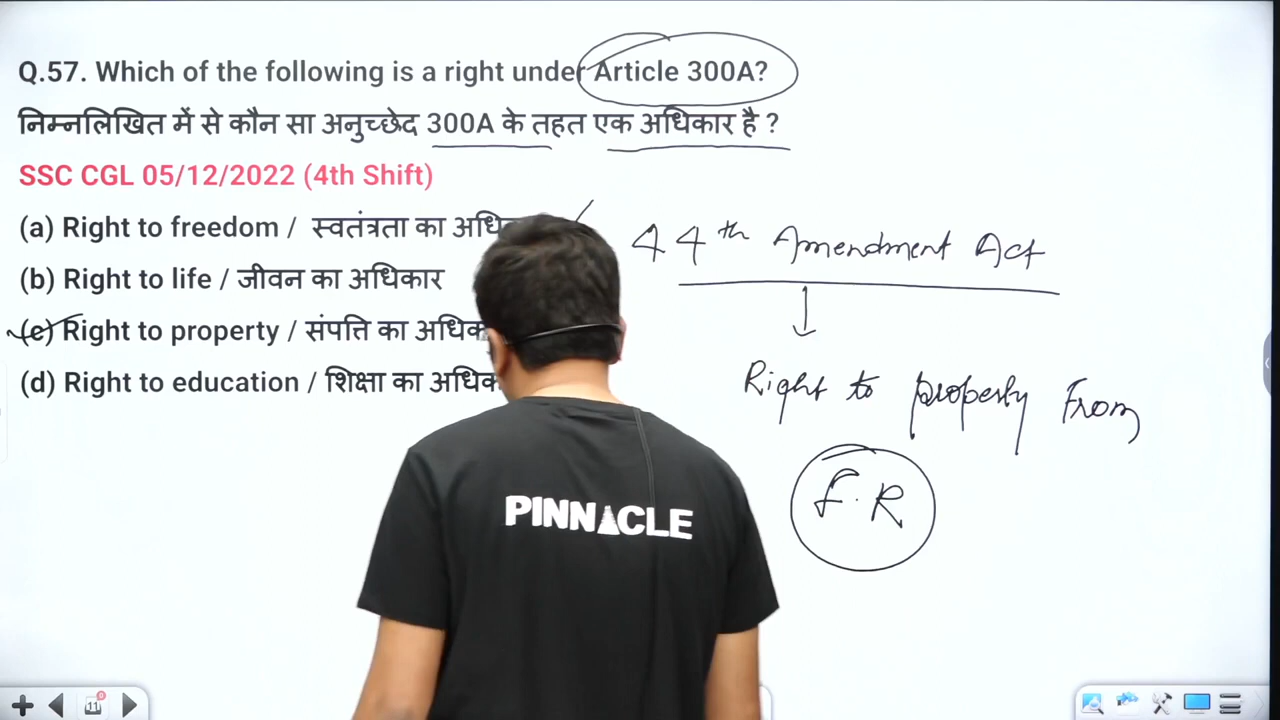 Q.57. Which of the following is a right under Article 300A?
निम्नलिखित में से कौन सा अनुच्छेद 300A के तहत एक अधिकार है ?
SSC CGL 05/12/2022 (4th Shift)
(a) Right to freedom / स्वतंत्रता का
(b) Right to life / जीवन का अधिकार
(c) Right to property / संपत्ति का
(d) Right to education / शिक्षा का
44th Amendment Act
Right to property From
F.R
PINNACLE
11